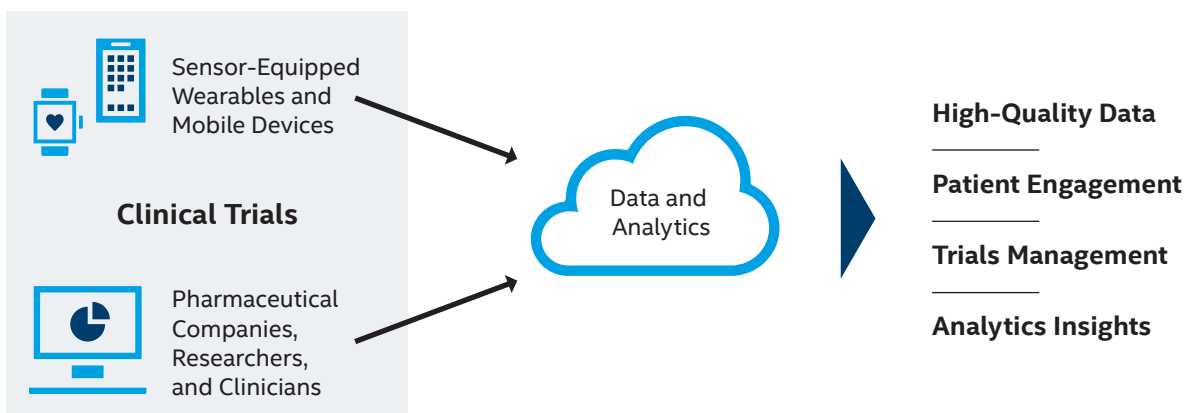 Sensor-Equipped
Wearables and
Mobile Devices
Clinical Trials
Pharmaceutical
Companies,
Researchers,
and Clinicians
Data and
Analytics
High-Quality Data
Patient Engagement
Trials Management
Analytics Insights